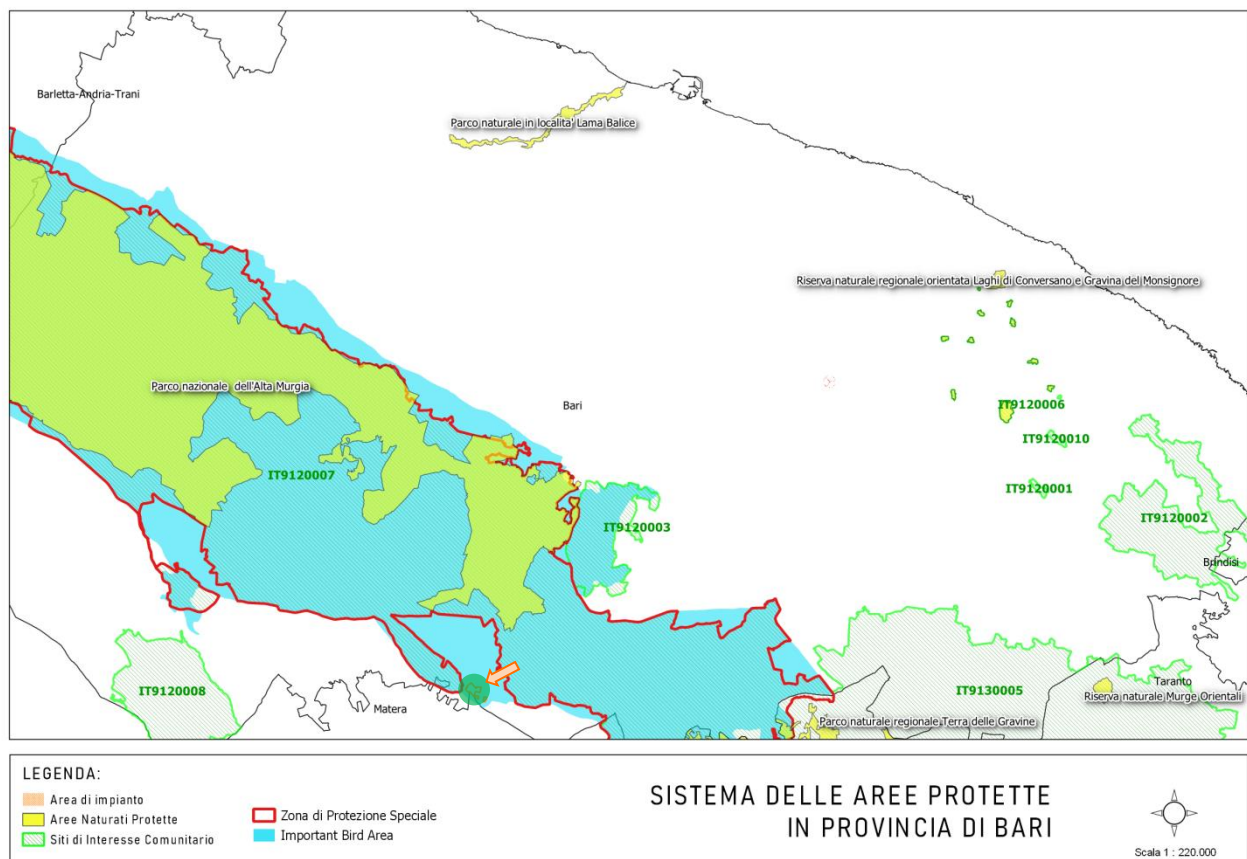 Barletta-Andria-Trani
Parco naturale in localita' Lama Balice
Riserva naturale regionale orientata Laghi di Conversano e Gravina del Monsignore
Parco nazionale dell'Alta Murgia
Bari
IT9120006
IT9120010
IT9120007
IT9120001
IT9120003
IT9120002
Brindisi
IT9120008
Matera
IT9130005
Taranto
Riserva naturale Murge Orientali
Parco naturale regionale Terra delle Gravine
LEGENDA:
Area di impianto
Aree Naturati Protette
Siti di Interesse Comunitario
Zona di Protezione Speciale
Important Bird Area
SISTEMA DELLE AREE PROTETTE
IN PROVINCIA DI BARI
Scala 1 : 220.000